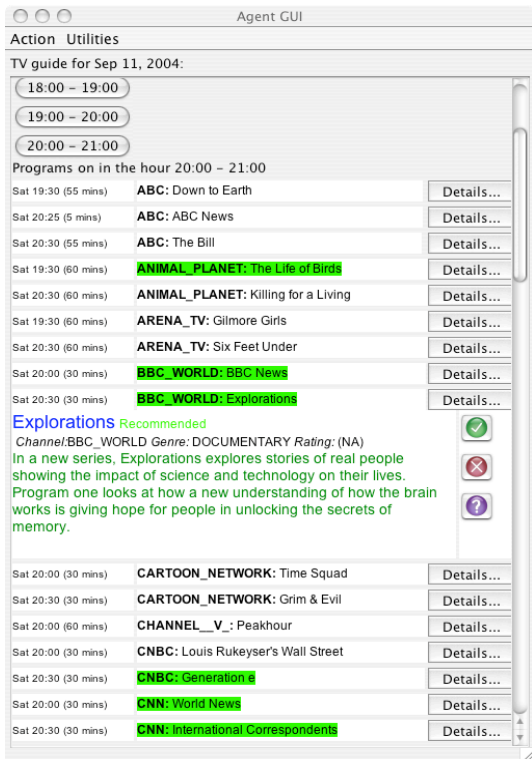 Agent GUI
Action Utilities
TV guide for Sep 11, 2004:
18:00 – 19:00
19:00 – 20:00
20:00 – 21:00
Programs on in the hour 20:00 – 21:00
Sat 19:30 (55 mins) ABC: Down to Earth Details...
Sat 20:25 (5 mins) ABC: ABC News Details...
Sat 20:30 (55 mins) ABC: The Bill Details...
Sat 19:30 (60 mins) ANIMAL_PLANET: The Life of Birds Details...
Sat 20:30 (60 mins) ANIMAL_PLANET: Killing for a Living Details...
Sat 19:30 (60 mins) ARENA_TV: Gilmore Girls Details...
Sat 20:30 (60 mins) ARENA_TV: Six Feet Under Details...
Sat 20:00 (30 mins) BBC_WORLD: BBC News Details...
Sat 20:30 (30 mins) BBC_WORLD: Explorations Details...
Explorations Recommended
Channel:BBC_WORLD Genre: DOCUMENTARY Rating: (NA)
In a new series, Explorations explores stories of real people
showing the impact of science and technology on their lives.
Program one looks at how a new understanding of how the brain
works is giving hope for people in unlocking the secrets of
memory.
?
Sat 20:00 (30 mins) CARTOON_NETWORK: Time Squad Details...
Sat 20:30 (30 mins) CARTOON_NETWORK: Grim & Evil Details...
Sat 20:00 (60 mins) CHANNEL__V_: Peakhour Details...
Sat 20:00 (30 mins) CNBC: Louis Rukeyser's Wall Street Details...
Sat 20:30 (30 mins) CNBC: Generation e Details...
Sat 20:00 (30 mins) CNN: World News Details...
Sat 20:30 (30 mins) CNN: International Correspondents Details...